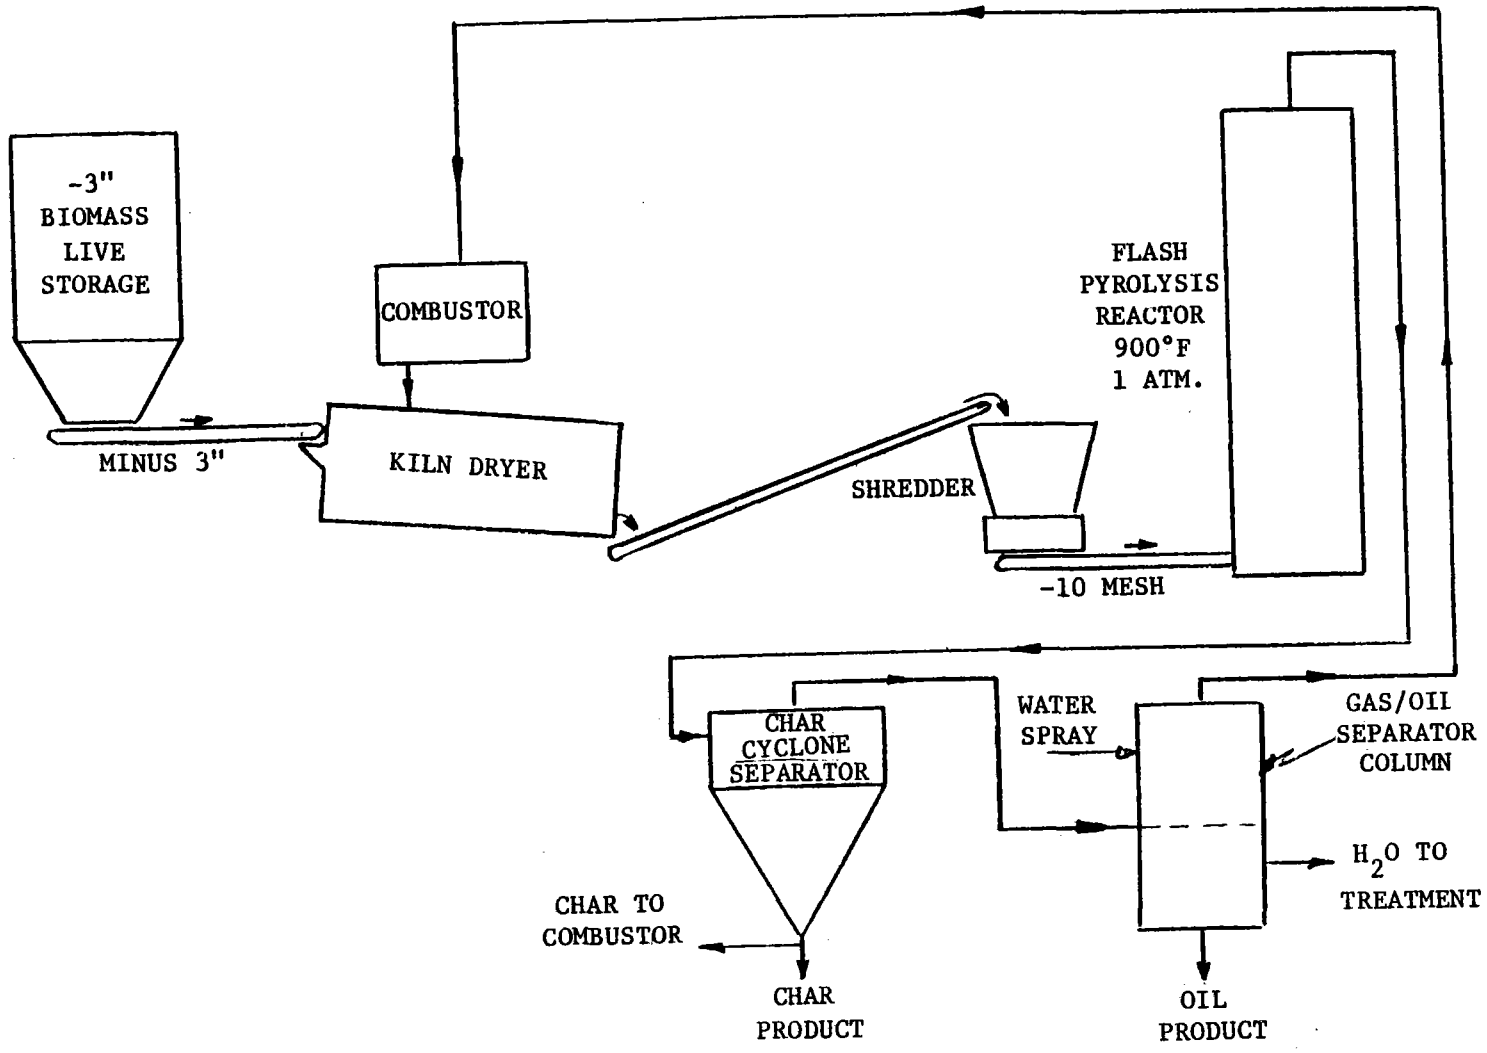 ~3"
BIOMASS
LIVE
STORAGE
COMBUSTOR
FLASH
PYROLYSIS
REACTOR
900°F
1 ATM.
MINUS 3"
KILN DRYER
SHREDDER
-10 MESH
WATER
SPRAY
GAS/OIL
SEPARATOR
COLUMN
CHAR
CYCLONE
SEPARATOR
H₂O TO
TREATMENT
CHAR TO
COMBUSTOR
CHAR
PRODUCT
OIL
PRODUCT